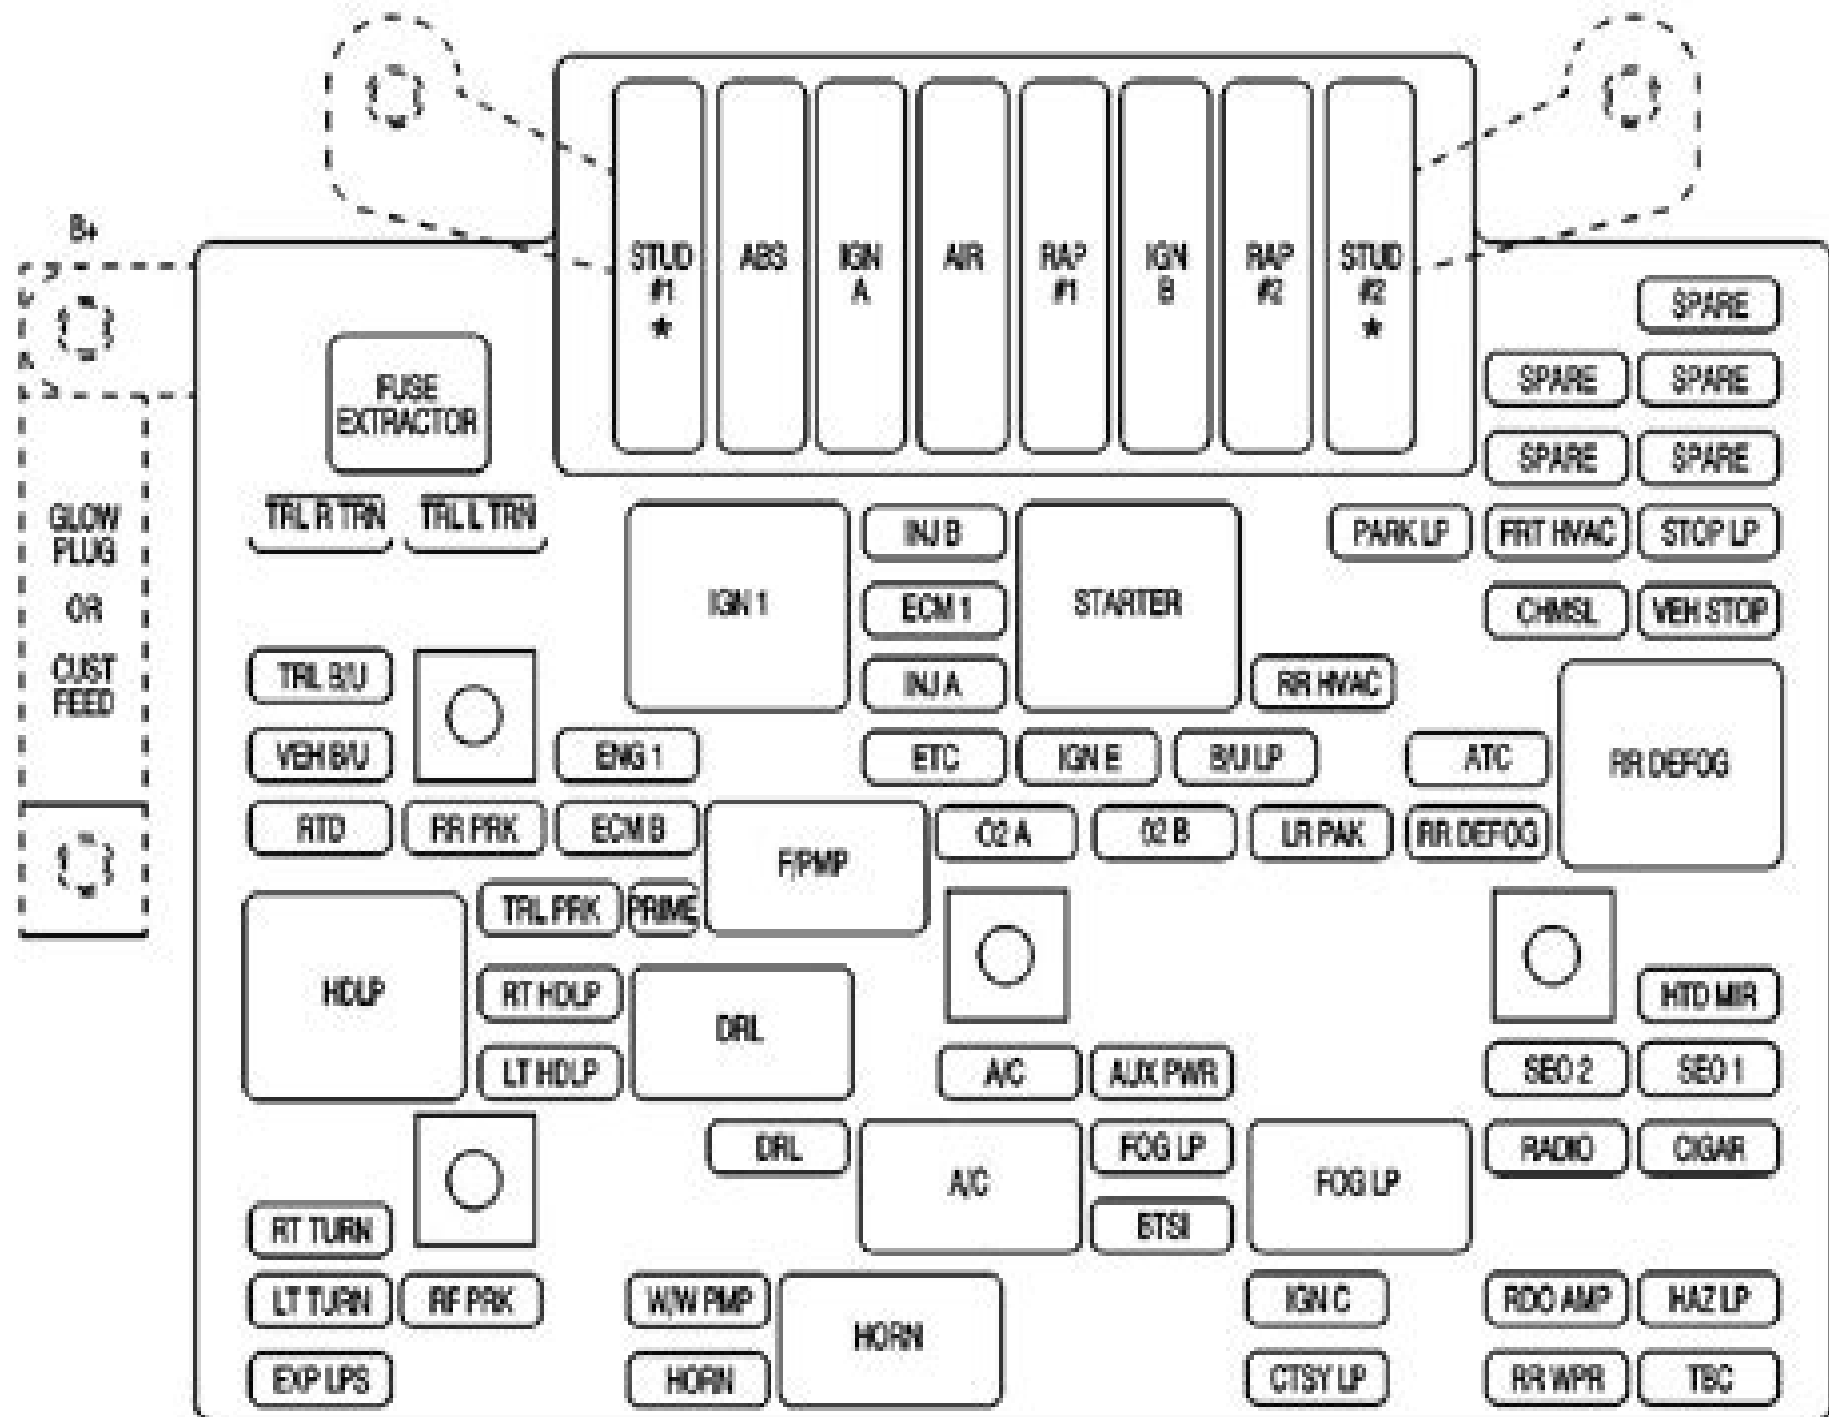 B+
STUD #1 ★
ABS
IGN A
AIR
RAP #1
IGN B
RAP #2
STUD #2 ★
SPARE
FUSE EXTRACTOR
SPARE
SPARE
SPARE
SPARE
GLOW PLUG OR CUST FEED
TRL R TRN
TRL L TRN
IGN 1
INJ B
STARTER
PARK LP
FRT HVAC
STOP LP
ECM 1
CHMSL
VEH STOP
TRL B/U
INJ A
RR HVAC
VEH B/U
ENG 1
ETC
IGN E
B/U LP
ATC
RR DEFOG
RTD
RR PRK
ECM B
F/PMP
O2 A
O2 B
LR PAK
RR DEFOG
TRL PRK
PRIME
HDLP
RT HDLP
DRL
HTD MIR
LT HDLP
A/C
AUX PWR
SEO 2
SEO 1
DRL
A/C
FOG LP
FOG LP
RADIO
CIGAR
RT TURN
BTSI
LT TURN
RF PRK
W/W PMP
HORN
IGN C
RDO AMP
HAZ LP
EXP LPS
HORN
CTSY LP
RR WPR
TBC